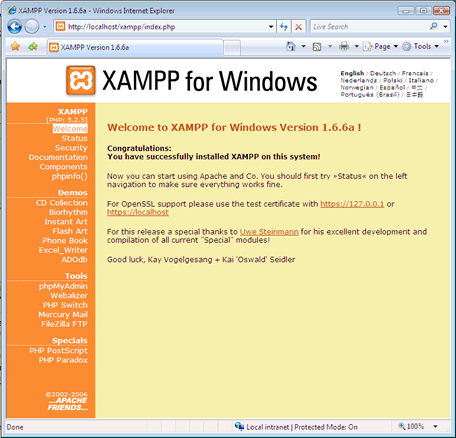 XAMPP Version 1.6.6a - Windows Internet Explorer
http://localhost/xampp/index.php
Live Search
XAMPP Version 1.6.6a
Page
Tools
XAMPP for Windows
English / Deutsch / Francais /
Nederlands / Polski / Italiano /
Norwegian / Español / 中文 /
Português (Brasil) / 日本語
XAMPP
[PHP: 5.2.5]
Welcome
Status
Security
Documentation
Components
phpinfo()
Demos
CD Collection
Biorhythm
Instant Art
Flash Art
Phone Book
Excel_Writer
ADOdb
Tools
phpMyAdmin
Webalizer
PHP Switch
Mercury Mail
FileZilla FTP
Specials
PHP PostScript
PHP Paradox
©2002-2006
...APACHE
FRIENDS...
Welcome to XAMPP for Windows Version 1.6.6a !
Congratulations:
You have successfully installed XAMPP on this system!
Now you can start using Apache and Co. You should first try »Status« on the left
navigation to make sure everything works fine.
For OpenSSL support please use the test certificate with https://127.0.0.1 or
https://localhost
For this release a special thanks to Uwe Steinmann for his excellent development and
compilation of all current "Special" modules!
Good luck, Kay Vogelgesang + Kai 'Oswald' Seidler
Done
Local intranet | Protected Mode: On
100%